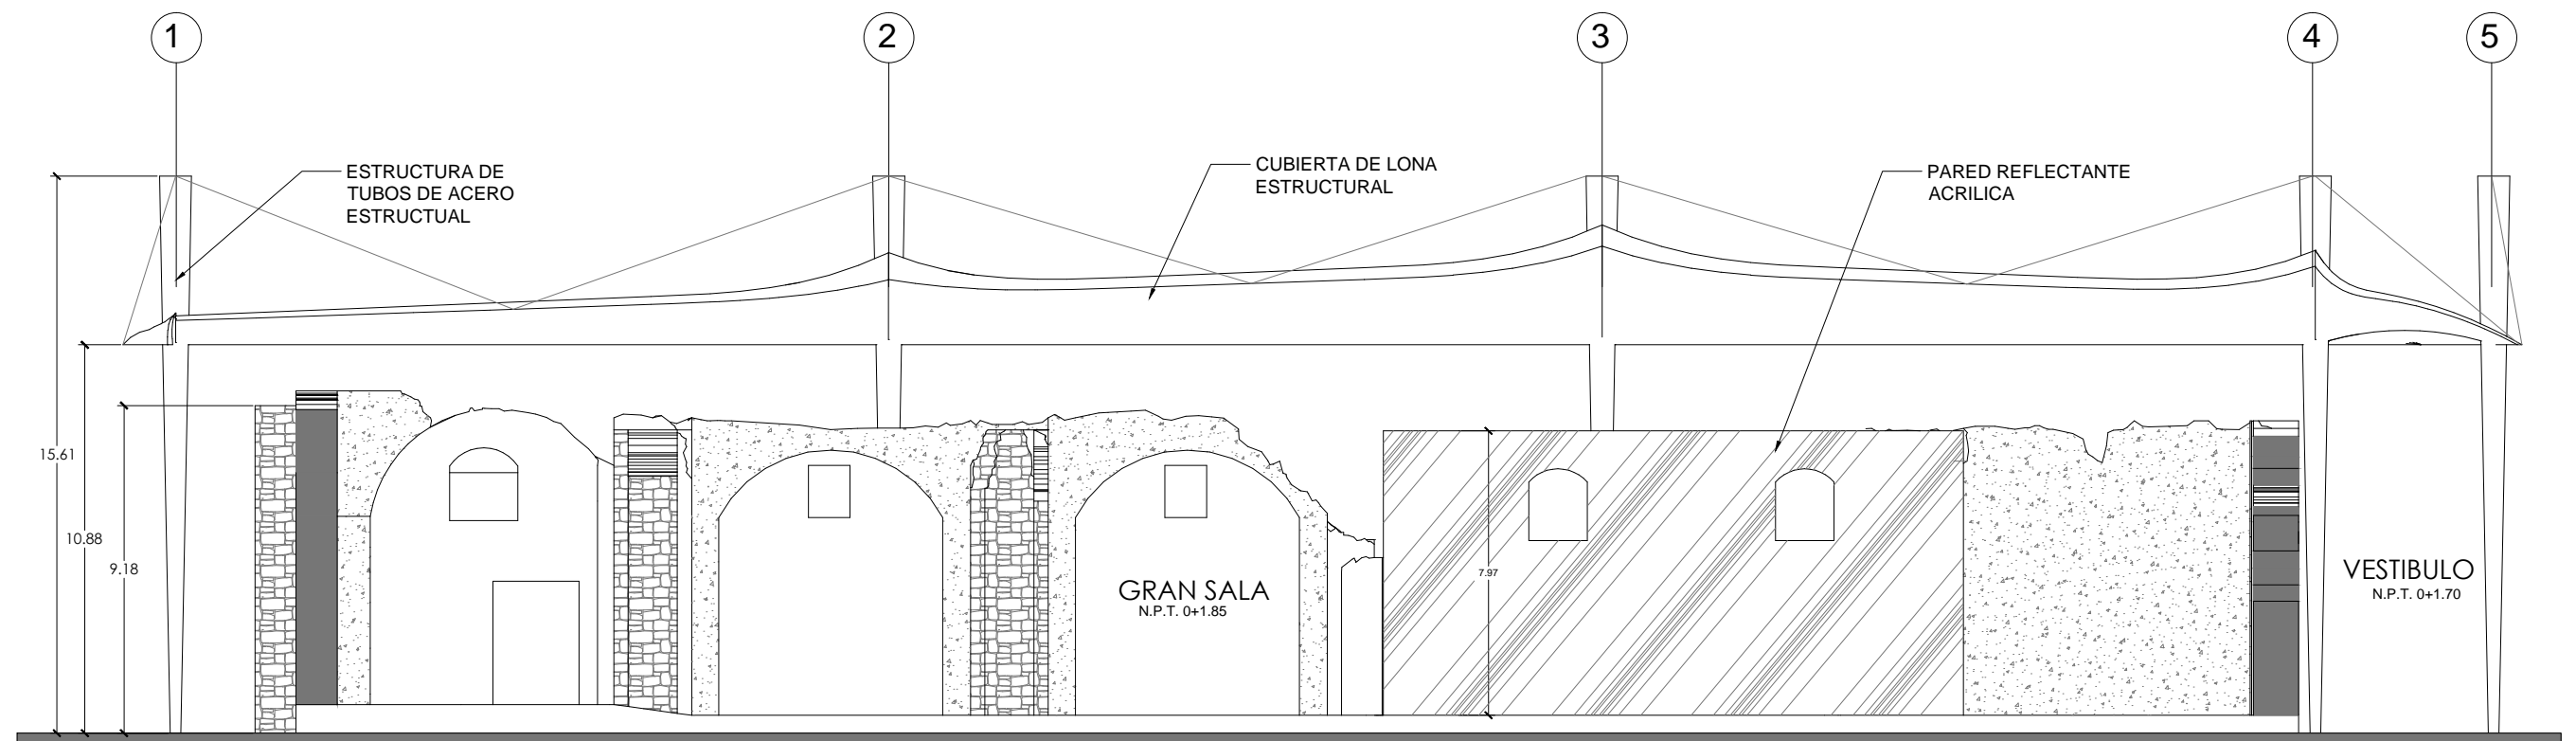 1
2
3
4
5
ESTRUCTURA DE
TUBOS DE ACERO
ESTRUCTUAL
CUBIERTA DE LONA
ESTRUCTURAL
PARED REFLECTANTE
ACRILICA
15.61
10.88
9.18
7.97
GRAN SALA
N.P.T. 0+1.85
VESTIBULO
N.P.T. 0+1.70